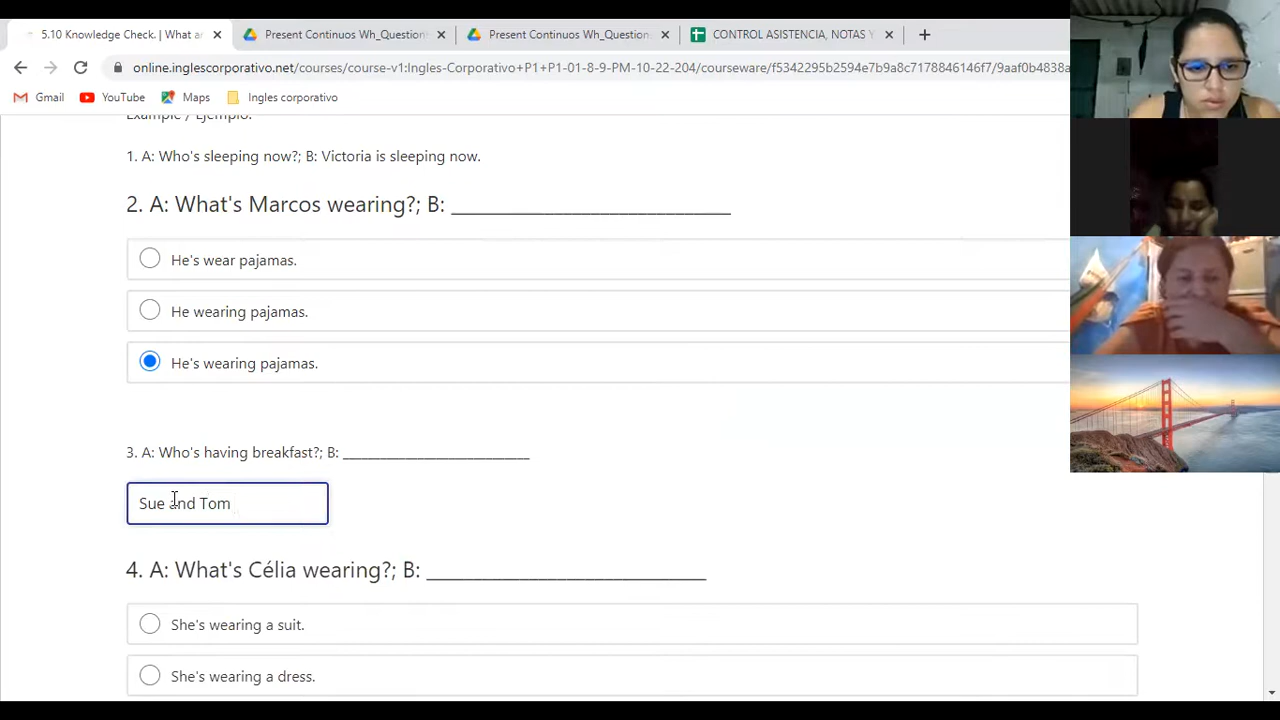 5.10 Knowledge Check. | What ar
Present Continuos Wh_Question
Present Continuos Wh_Question
CONTROL ASISTENCIA, NOTAS Y
online.inglescorporativo.net/courses/course-v1:Ingles-Corporativo+P1+P1-01-8-9-PM-10-22-204/courseware/f5342295b2594e7b9a8c7178846146f7/9aaf0b4838a
Gmail YouTube Maps Ingles corporativo
Example / Ejemplo:
1. A: Who's sleeping now?; B: Victoria is sleeping now.
2. A: What's Marcos wearing?; B: ______________________________
He's wear pajamas.
He wearing pajamas.
He's wearing pajamas.
3. A: Who's having breakfast?; B: __________________________
Sue and Tom
4. A: What's Célia wearing?; B: ______________________________
She's wearing a suit.
She's wearing a dress.